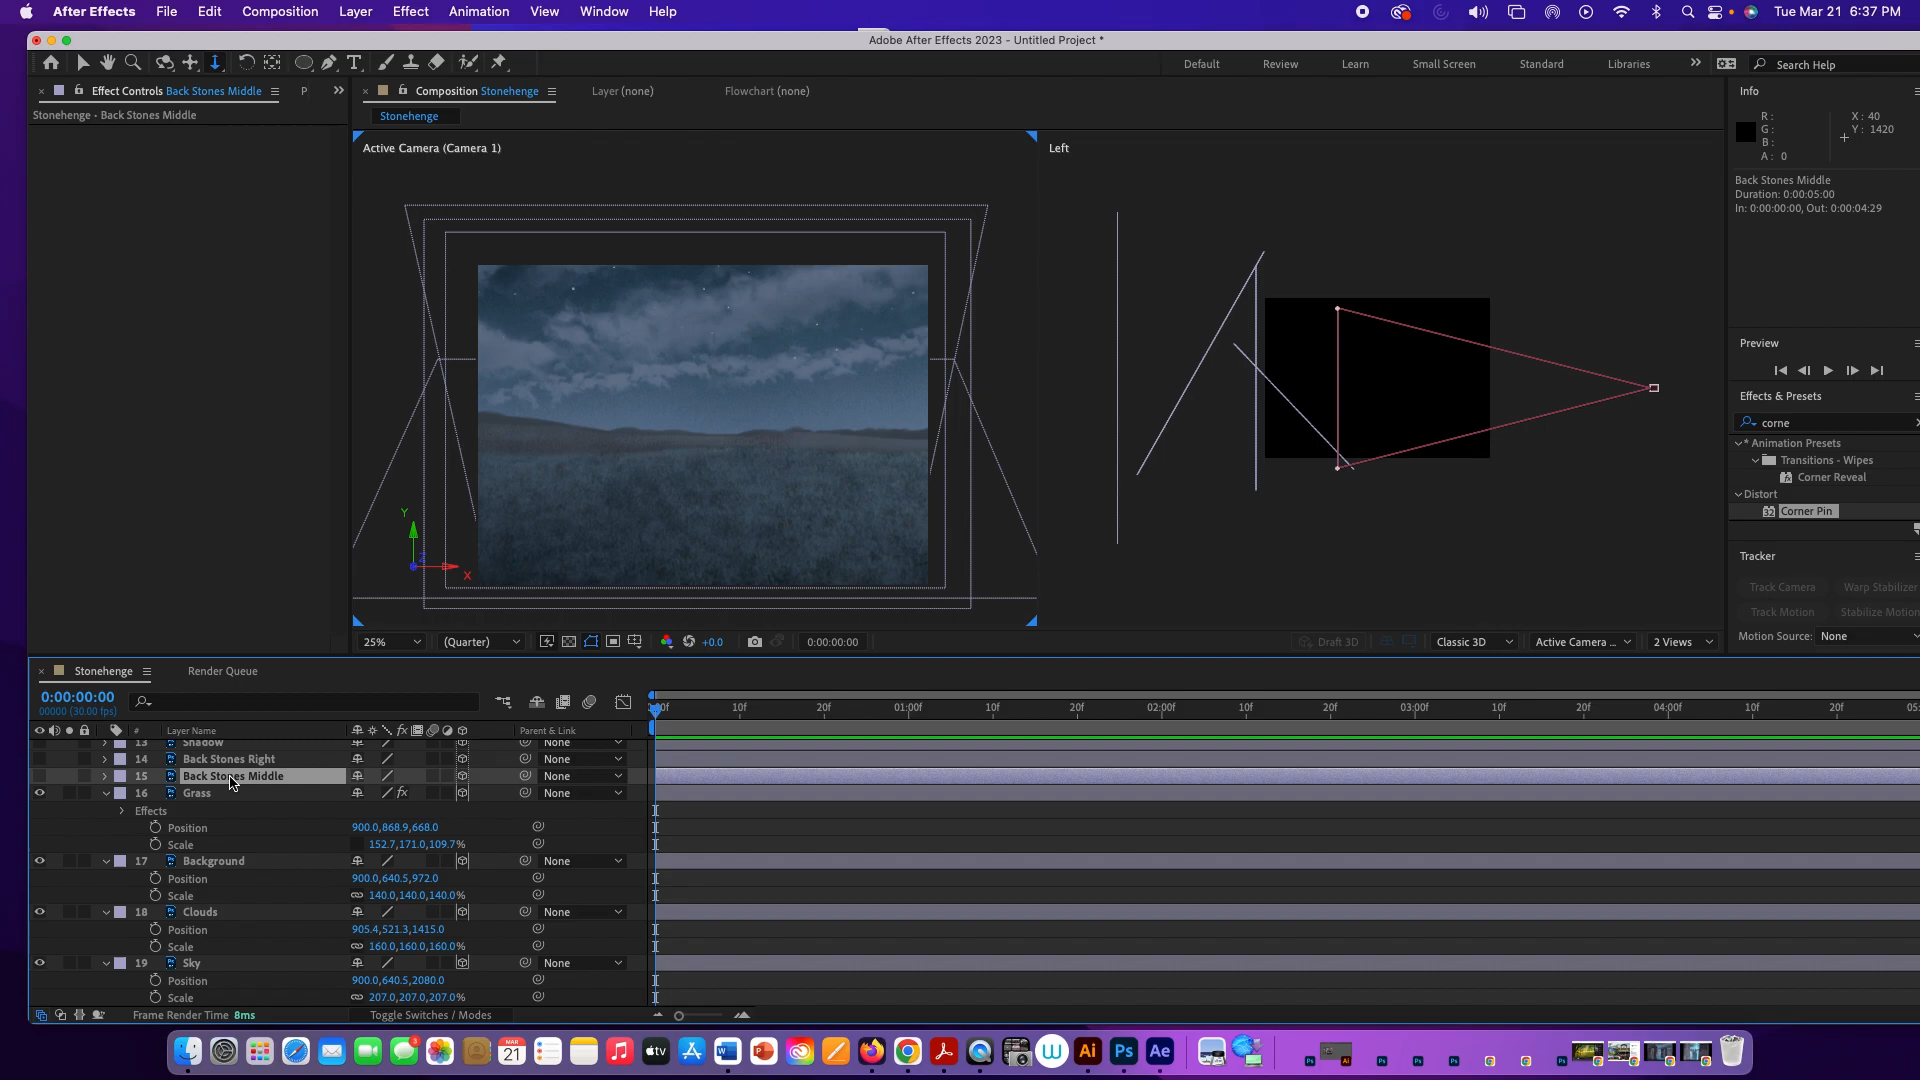 After Effects File Edit Composition Layer Effect Animation View Window Help Tue Mar 21 6:37 PM
Adobe After Effects 2023 - Untitled Project *
Default Review Learn Small Screen Standard Libraries Search Help
Effect Controls Back Stones Middle P
Composition Stonehenge Layer (none) Flowchart (none)
Stonehenge • Back Stones Middle
Stonehenge
Active Camera (Camera 1)
Left
Y
Z
X
25% (Quarter) +0.0 0:00:00:00 Draft 3D Classic 3D Active Camera ... 2 Views
Info
R: X: 40
G: Y: 1420
B:
A: 0
Back Stones Middle
Duration: 0:00:05:00
In: 0:00:00:00, Out: 0:00:04:29
Preview
Effects & Presets
corne
* Animation Presets
Transitions - Wipes
Corner Reveal
Distort
32 Corner Pin
Tracker
Track Camera Warp Stabilizer
Track Motion Stabilize Motion
Motion Source: None
Stonehenge Render Queue
0:00:00:00
00000 (30.00 fps)
10f 20f 01:00f 10f 20f 02:00f 10f 20f 03:00f 10f 20f 04:00f 10f 20f 05:
# Layer Name fx Parent & Link
13 Shadow None
14 Back Stones Right None
15 Back Stones Middle None
16 Grass fx None
Effects
Position 900.0,868.9,668.0
Scale 152.7,171.0,109.7%
17 Background None
Position 900.0,640.5,972.0
Scale 140.0,140.0,140.0%
18 Clouds None
Position 905.4,521.3,1415.0
Scale 160.0,160.0,160.0%
19 Sky None
Position 900.0,640.5,2080.0
Scale 207.0,207.0,207.0%
Frame Render Time 8ms Toggle Switches / Modes
3
MAR
21
tv
W
P
W
Ai
Ps
Ae